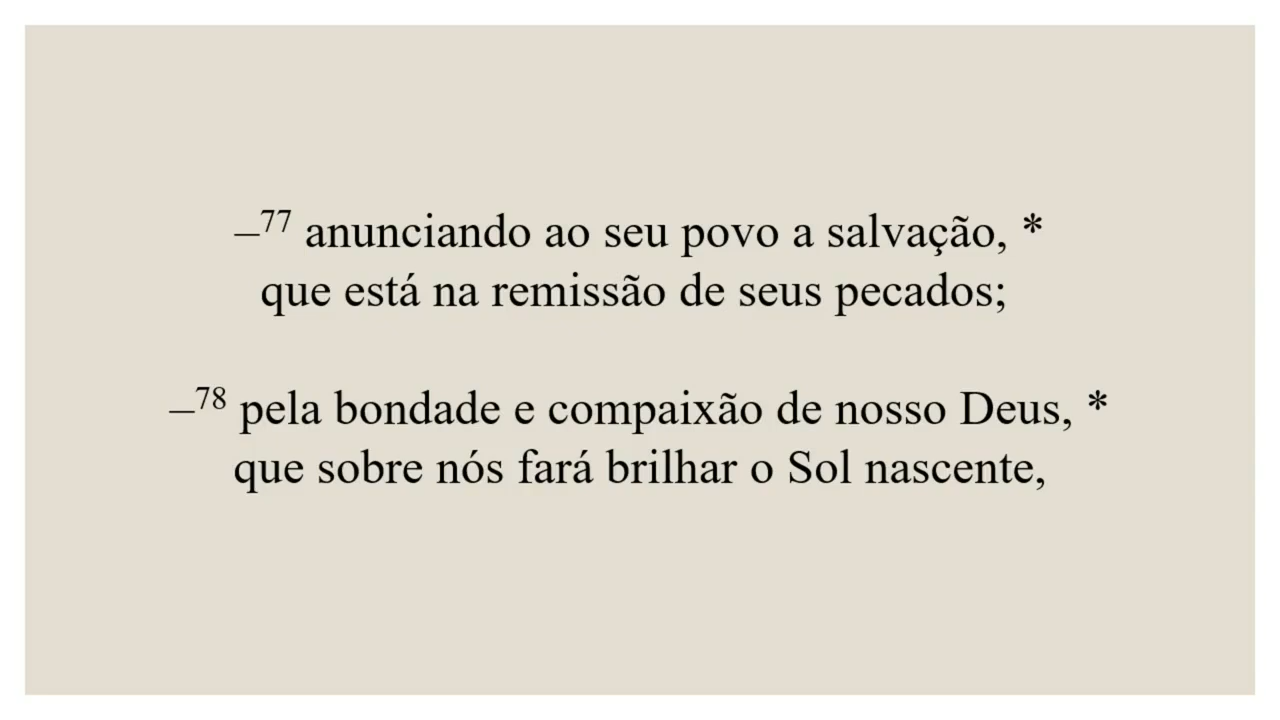 –77 anunciando ao seu povo a salvação, *
que está na remissão de seus pecados;
–78 pela bondade e compaixão de nosso Deus, *
que sobre nós fará brilhar o Sol nascente,